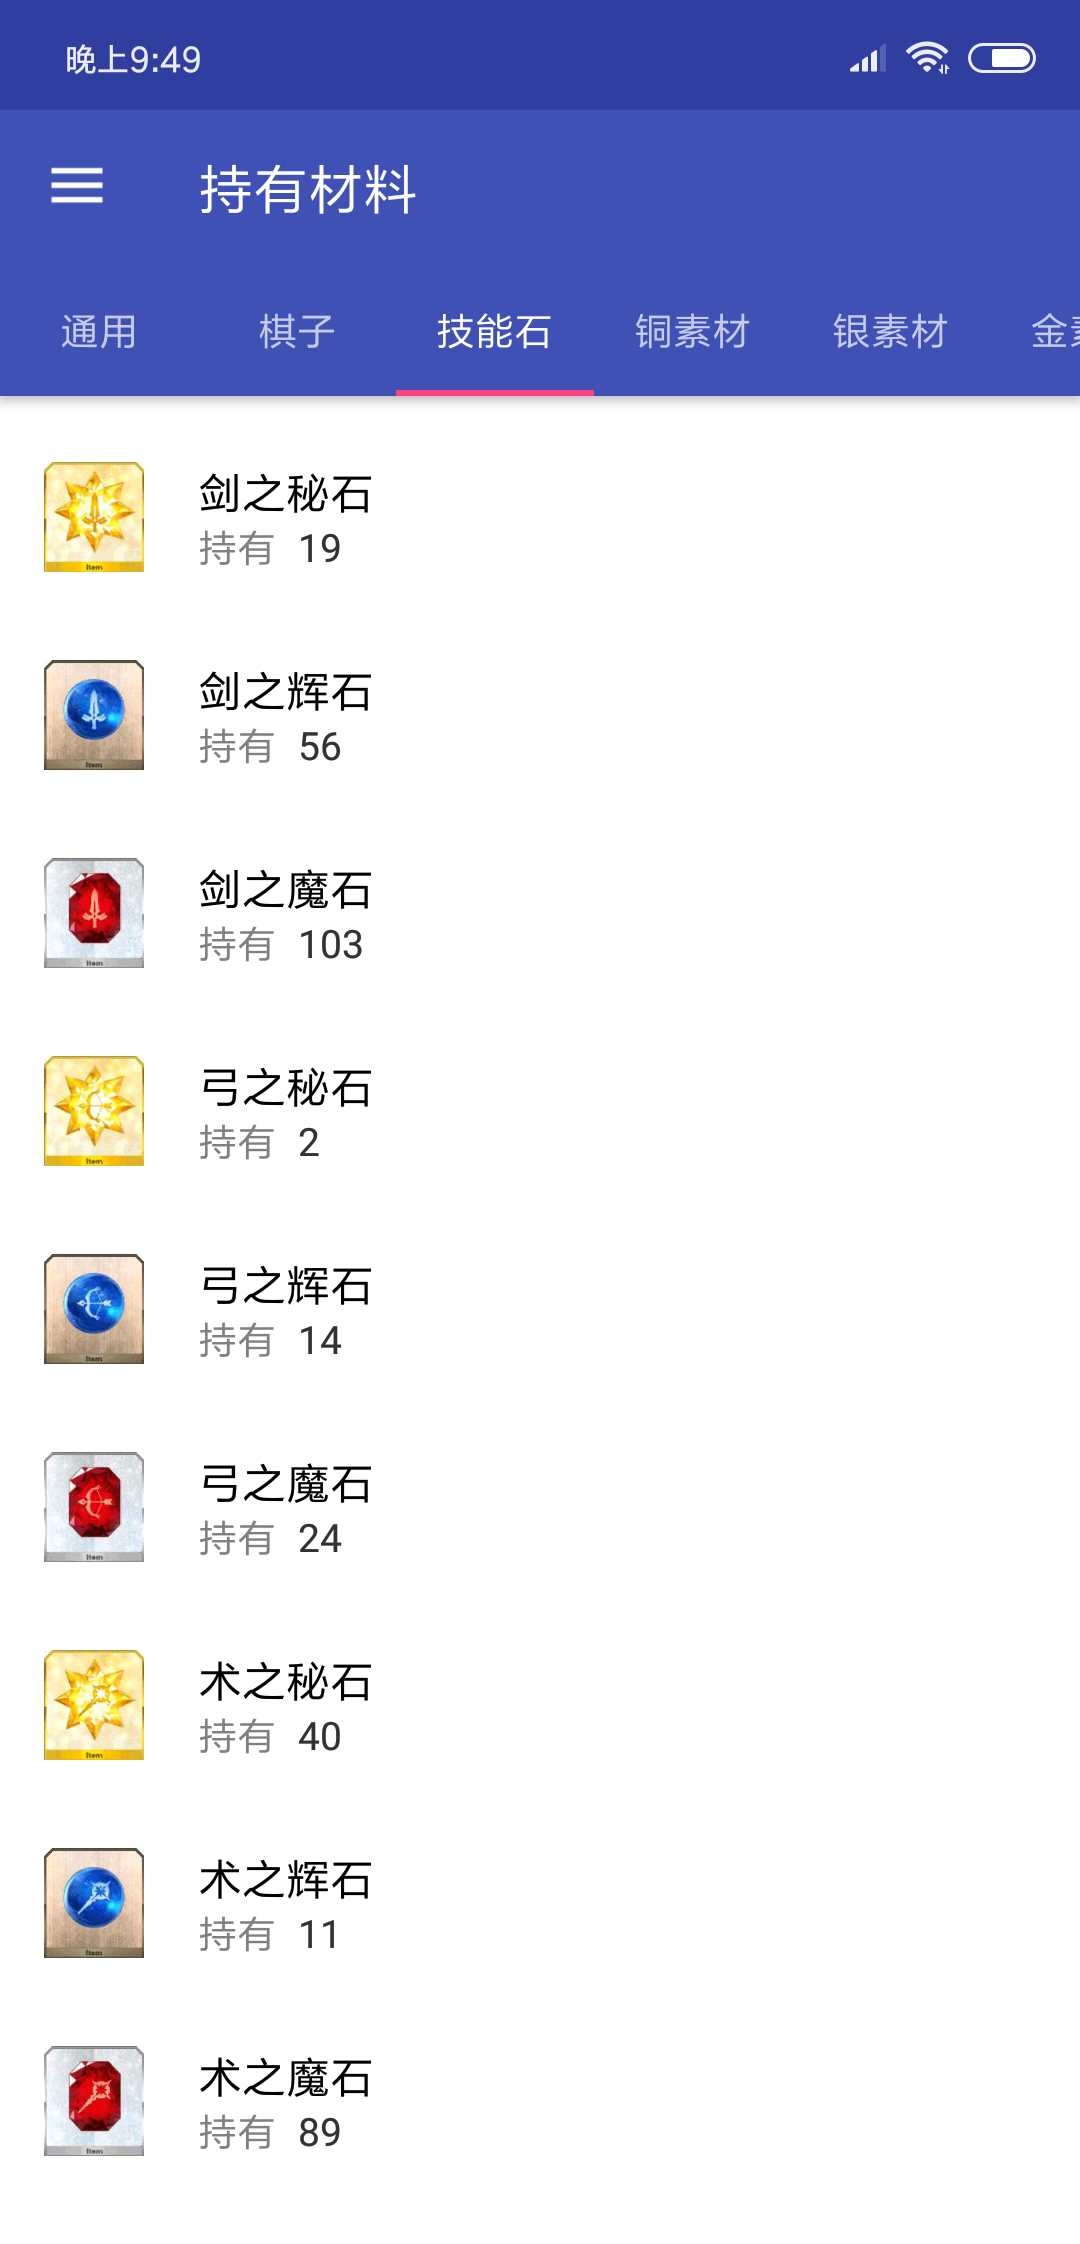 晚上9:49
持有材料
通用 棋子 技能石 铜素材 银素材 金
Item
剑之秘石
持有 19
Item
剑之辉石
持有 56
Item
剑之魔石
持有 103
Item
弓之秘石
持有 2
Item
弓之辉石
持有 14
Item
弓之魔石
持有 24
Item
术之秘石
持有 40
Item
术之辉石
持有 11
Item
术之魔石
持有 89
Item